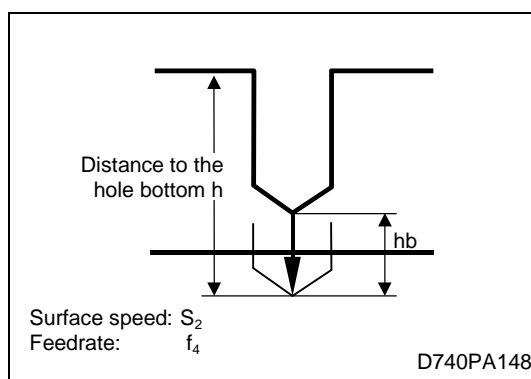 Distance to the
hole bottom h
hb
Surface speed: S₂
Feedrate: f₄
D740PA148